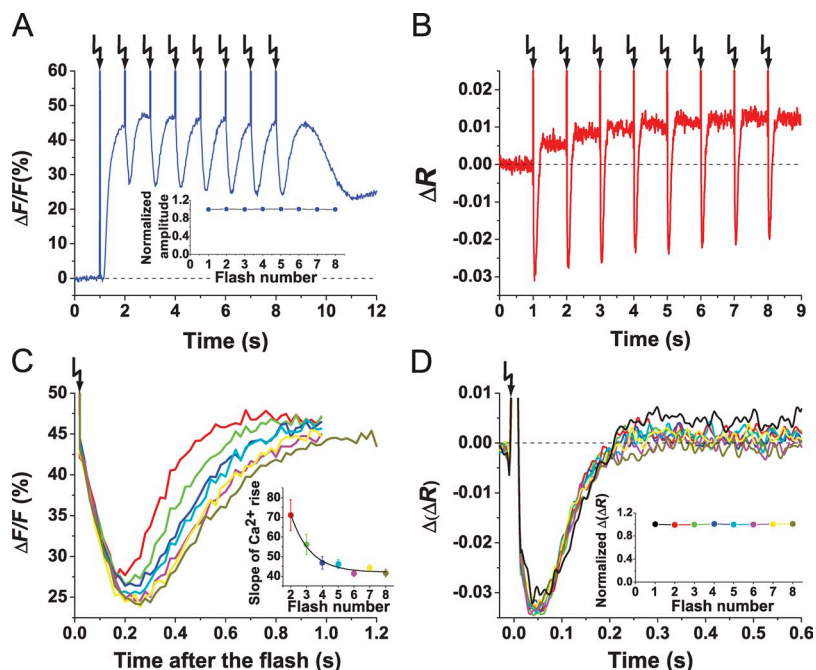 A
ΔF/F(%)
60
50
40
30
20
10
0
Normalized
amplitude
1.2
0.8
0.4
0.0
1 2 3 4 5 6 7 8
Flash number
0 2 4 6 8 10 12
Time (s)
B
ΔR
0.02
0.01
0.00
-0.01
-0.02
-0.03
0 1 2 3 4 5 6 7 8 9
Time (s)
C
ΔF/F (%)
50
45
40
35
30
25
Slope of Ca2+ rise
80
70
60
50
40
2 3 4 5 6 7 8
Flash number
0.0 0.2 0.4 0.6 0.8 1.0 1.2
Time after the flash (s)
D
Δ(ΔR)
0.01
0.00
-0.01
-0.02
-0.03
Normalized Δ(ΔR)
1.2
0.8
0.4
0.0
1 2 3 4 5 6 7 8
Flash number
0.0 0.1 0.2 0.3 0.4 0.5 0.6
Time (s)